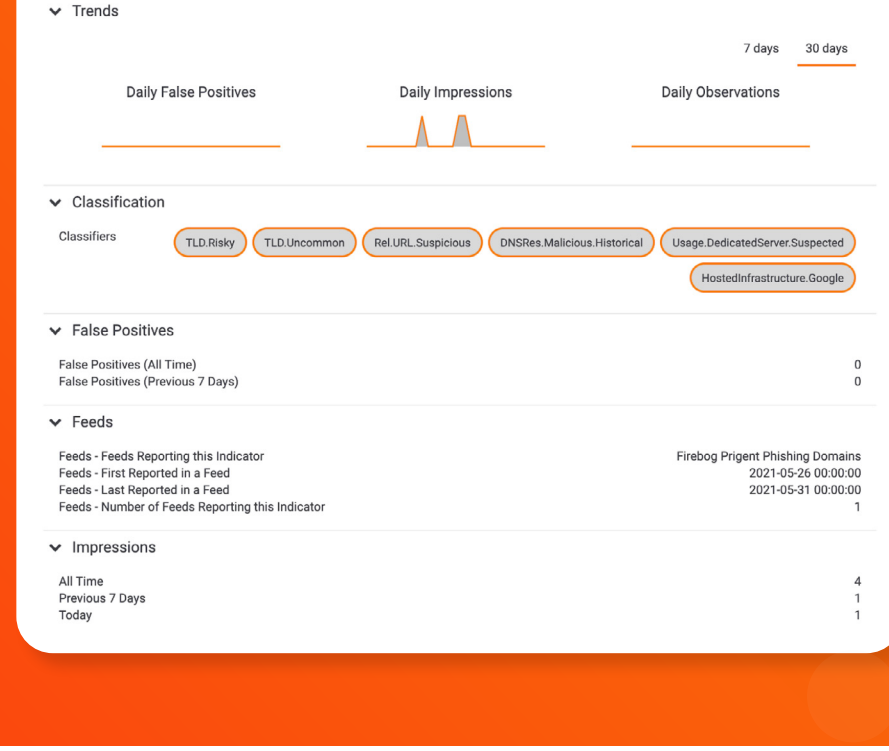 Trends
7 days 30 days
Daily False Positives Daily Impressions Daily Observations
Classification
Classifiers TLD.Risky TLD.Uncommon Rel.URL.Suspicious DNSRes.Malicious.Historical Usage.DedicatedServer.Suspected
HostedInfrastructure.Google
False Positives
False Positives (All Time) 0
False Positives (Previous 7 Days) 0
Feeds
Feeds - Feeds Reporting this Indicator Firebog Prigent Phishing Domains
Feeds - First Reported in a Feed 2021-05-26 00:00:00
Feeds - Last Reported in a Feed 2021-05-31 00:00:00
Feeds - Number of Feeds Reporting this Indicator 1
Impressions
All Time 4
Previous 7 Days 1
Today 1